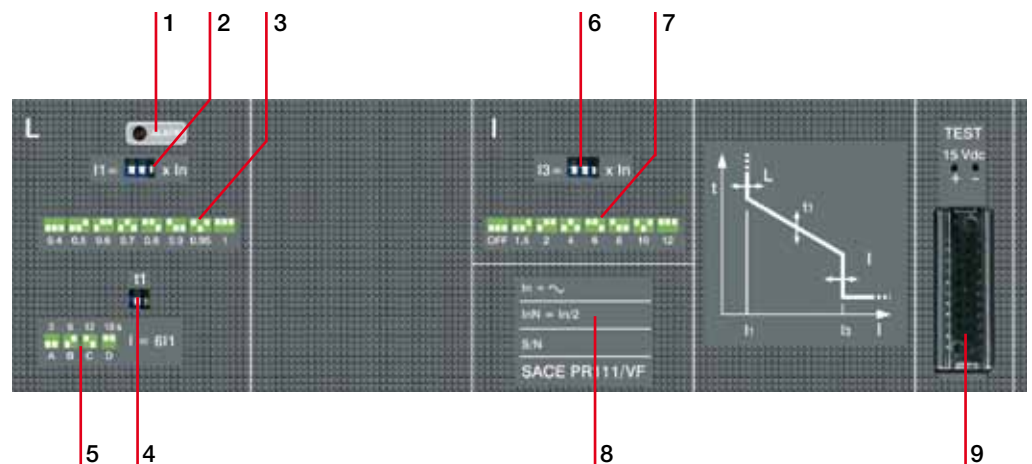 1 2 3 6 7
L
I1= x In
0.4 0.5 0.6 0.7 0.8 0.9 0.95 1
t1
3 6 12 18s
A B C D
I = 6I1
I
I3= x In
OFF 1,5 2 4 6 8 10 12
In =
InN = In/2
S/N
SACE PR111/VF
t
L
t1
I
I1 I3 I
TEST
15 Vdc
+ -
5 4 8 9